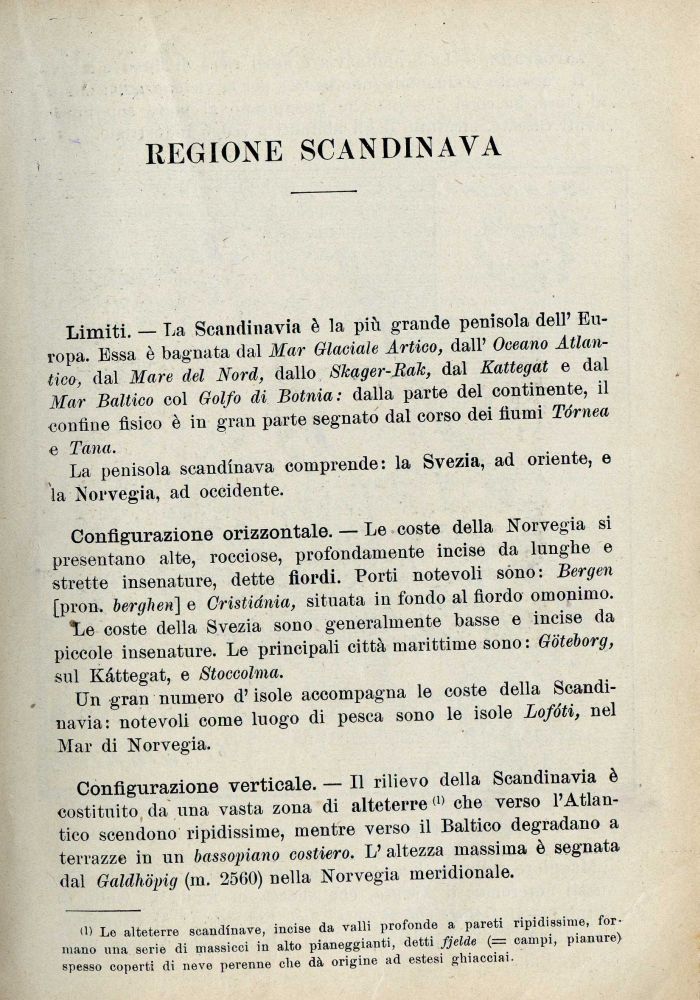 REGIONE SCANDINAVA
Limiti. — La Scandinavia è la più grande penisola dell' Eu-
ropa. Essa è bagnata dal Mar Glaciale Artico, dall' Oceano Atlan-
tico, dal Mare del Nord, dallo Skager-Rak, dal Kattegat e dal
Mar Baltico col Golfo di Botnia: dalla parte del continente, il
confine fisico è in gran parte segnato dal corso dei fiumi Tórnea
e Tana.
La penisola scandínava comprende: la Svezia, ad oriente, e
la Norvegia, ad occidente.
Configurazione orizzontale. — Le coste della Norvegia si
presentano alte, rocciose, profondamente incise da lunghe e
strette insenature, dette fiordi. Porti notevoli sono: Bergen
[pron. berghen] e Cristiánia, situata in fondo al fiordo omonimo.
Le coste della Svezia sono generalmente basse e incise da
piccole insenature. Le principali città marittime sono: Göteborg,
sul Káttegat, e Stoccolma.
Un gran numero d' isole accompagna le coste della Scandi-
navia: notevoli come luogo di pesca sono le isole Lofóti, nel
Mar di Norvegia.
Configurazione verticale. — Il rilievo della Scandinavia è
costituito da una vasta zona di alteterre (1) che verso l'Atlan-
tico scendono ripidissime, mentre verso il Baltico degradano a
terrazze in un bassopiano costiero. L' altezza massima è segnata
dal Galdhöpig (m. 2560) nella Norvegia meridionale.
(1) Le alteterre scandínave, incise da valli profonde a pareti ripidissime, for-
mano una serie di massicci in alto pianeggianti, detti fjelde (= campi, pianure)
spesso coperti di neve perenne che dà origine ad estesi ghiacciai.